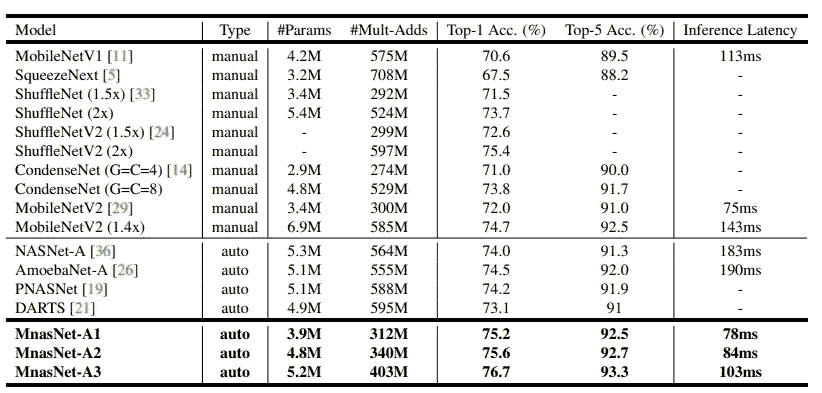 Model Type #Params #Mult-Adds Top-1 Acc. (%) Top-5 Acc. (%) Inference Latency
MobileNetV1 [11] manual 4.2M 575M 70.6 89.5 113ms
SqueezeNext [5] manual 3.2M 708M 67.5 88.2 -
ShuffleNet (1.5x) [33] manual 3.4M 292M 71.5 - -
ShuffleNet (2x) manual 5.4M 524M 73.7 - -
ShuffleNetV2 (1.5x) [24] manual - 299M 72.6 - -
ShuffleNetV2 (2x) manual - 597M 75.4 - -
CondenseNet (G=C=4) [14] manual 2.9M 274M 71.0 90.0 -
CondenseNet (G=C=8) manual 4.8M 529M 73.8 91.7 -
MobileNetV2 [29] manual 3.4M 300M 72.0 91.0 75ms
MobileNetV2 (1.4x) manual 6.9M 585M 74.7 92.5 143ms
NASNet-A [36] auto 5.3M 564M 74.0 91.3 183ms
AmoebaNet-A [26] auto 5.1M 555M 74.5 92.0 190ms
PNASNet [19] auto 5.1M 588M 74.2 91.9 -
DARTS [21] auto 4.9M 595M 73.1 91 -
MnasNet-A1 auto 3.9M 312M 75.2 92.5 78ms
MnasNet-A2 auto 4.8M 340M 75.6 92.7 84ms
MnasNet-A3 auto 5.2M 403M 76.7 93.3 103ms